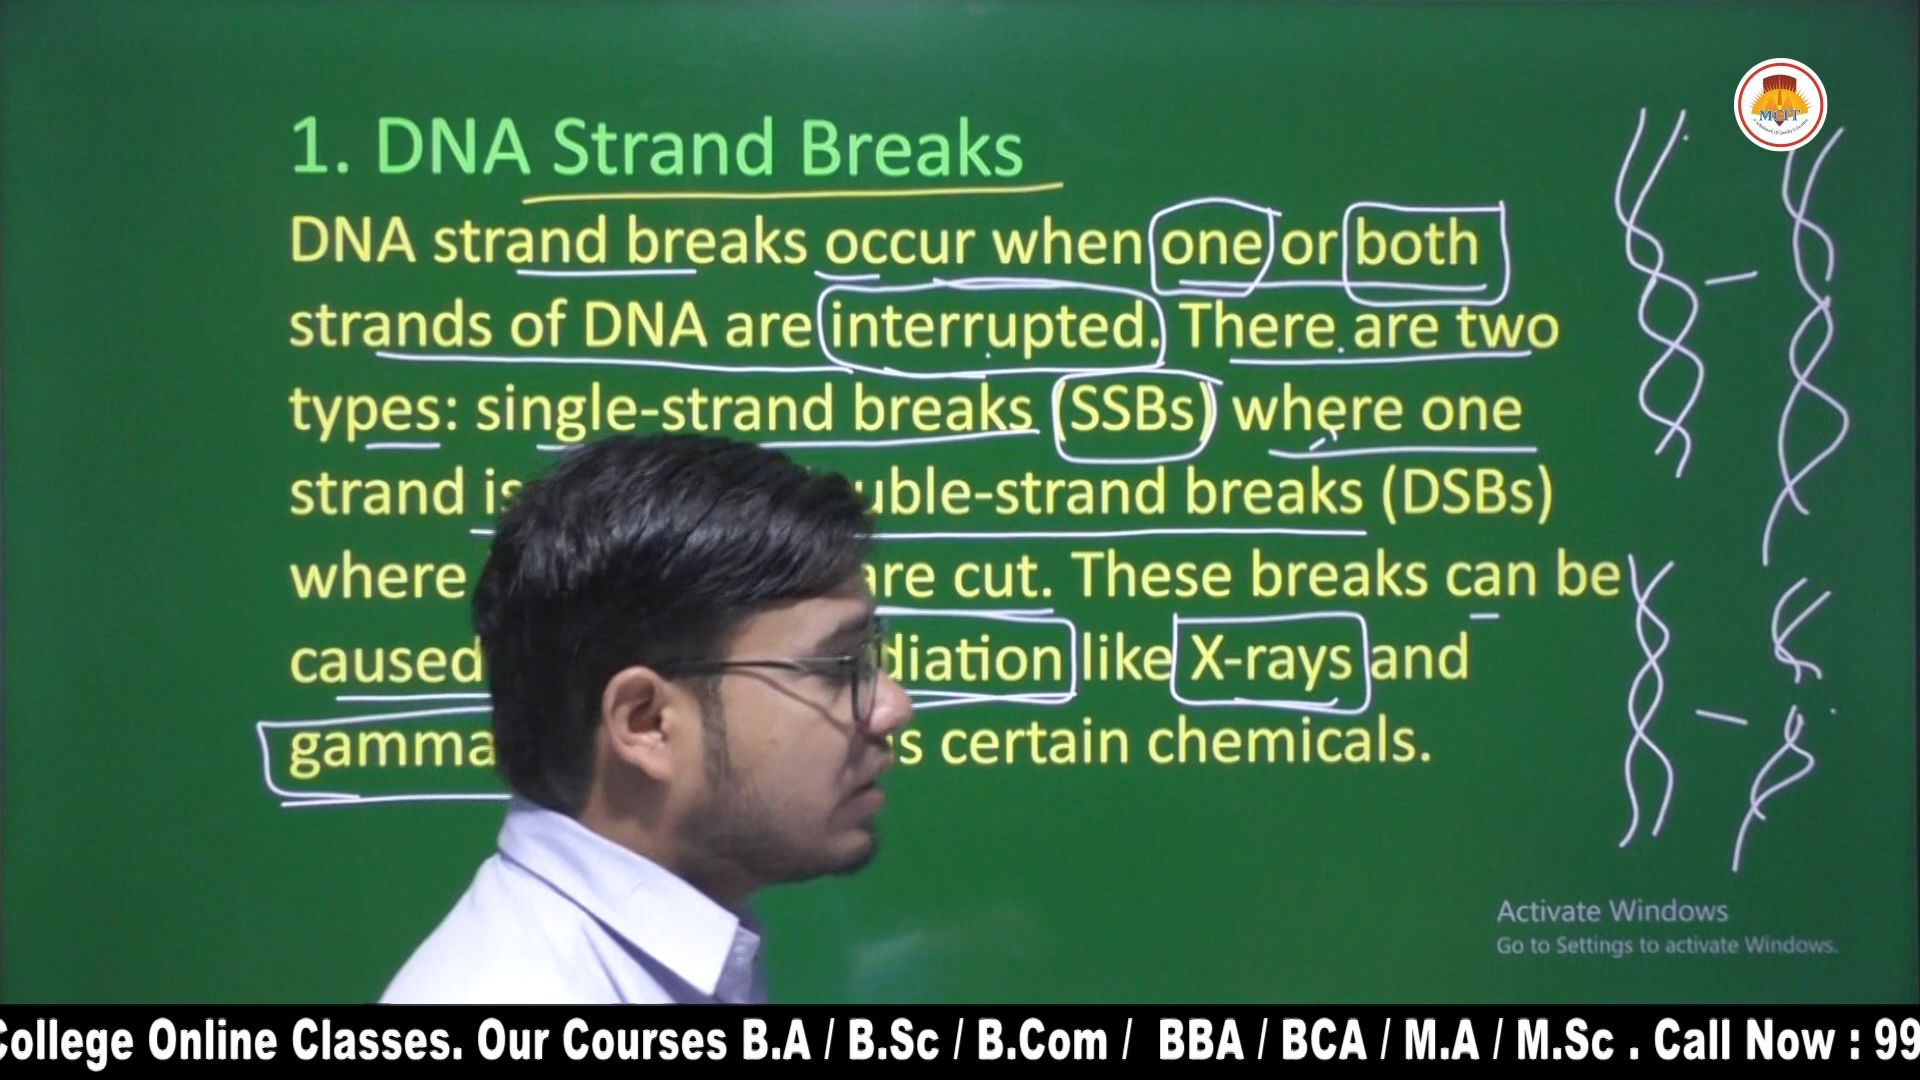 MCPT
1. DNA Strand Breaks
DNA strand breaks occur when one or both
strands of DNA are interrupted. There are two
types: single-strand breaks (SSBs) where one
strand is uble-strand breaks (DSBs)
where are cut. These breaks can be
caused diation like X-rays and
gamma s certain chemicals.
Activate Windows
Go to Settings to activate Windows.
College Online Classes. Our Courses B.A / B.Sc / B.Com / BBA / BCA / M.A / M.Sc . Call Now : 99